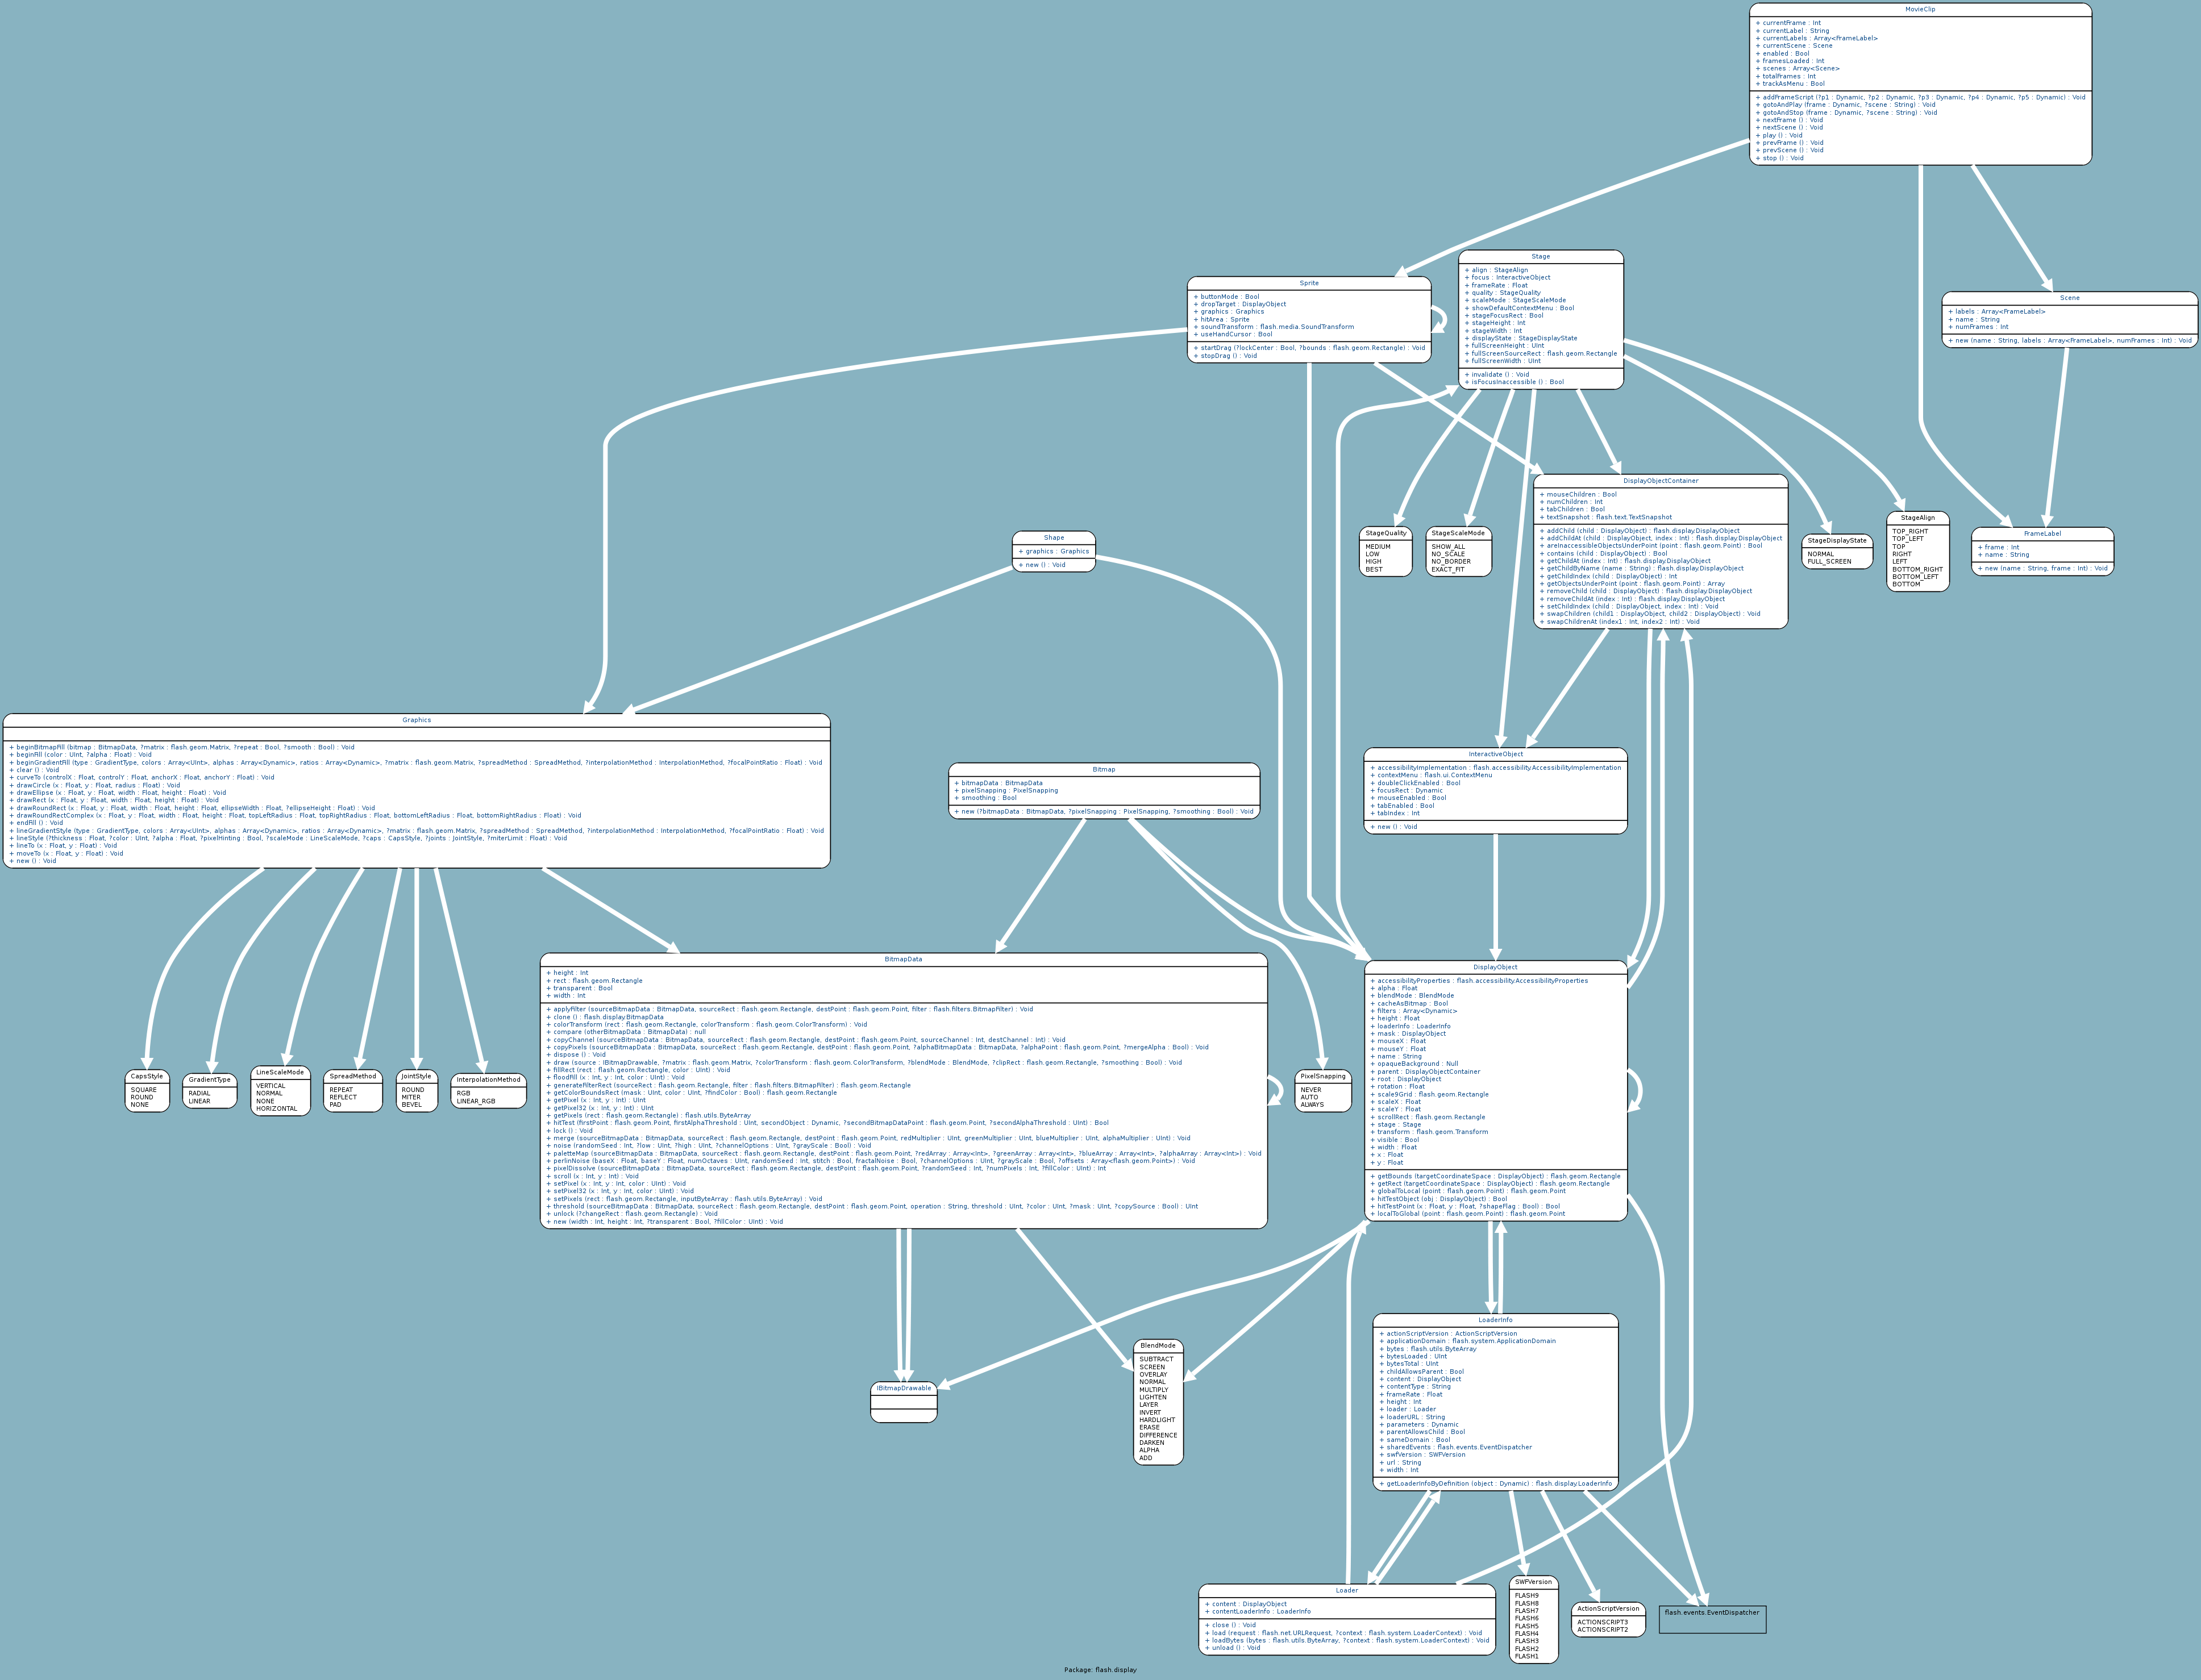 MovieClip
+ currentFrame : Int
+ currentLabel : String
+ currentLabels : Array<FrameLabel>
+ currentScene : Scene
+ enabled : Bool
+ framesLoaded : Int
+ scenes : Array<Scene>
+ totalFrames : Int
+ trackAsMenu : Bool
+ addFrameScript (?p1 : Dynamic, ?p2 : Dynamic, ?p3 : Dynamic, ?p4 : Dynamic, ?p5 : Dynamic) : Void
+ gotoAndPlay (frame : Dynamic, ?scene : String) : Void
+ gotoAndStop (frame : Dynamic, ?scene : String) : Void
+ nextFrame () : Void
+ nextScene () : Void
+ play () : Void
+ prevFrame () : Void
+ prevScene () : Void
+ stop () : Void
Stage
+ align : StageAlign
+ focus : InteractiveObject
+ frameRate : Float
+ quality : StageQuality
+ scaleMode : StageScaleMode
+ showDefaultContextMenu : Bool
+ stageFocusRect : Bool
+ stageHeight : Int
+ stageWidth : Int
+ displayState : StageDisplayState
+ fullScreenHeight : UInt
+ fullScreenSourceRect : flash.geom.Rectangle
+ fullScreenWidth : UInt
+ invalidate () : Void
+ isFocusInaccessible () : Bool
Sprite
+ buttonMode : Bool
+ dropTarget : DisplayObject
+ graphics : Graphics
+ hitArea : Sprite
+ soundTransform : flash.media.SoundTransform
+ useHandCursor : Bool
+ startDrag (?lockCenter : Bool, ?bounds : flash.geom.Rectangle) : Void
+ stopDrag () : Void
Scene
+ labels : Array<FrameLabel>
+ name : String
+ numFrames : Int
+ new (name : String, labels : Array<FrameLabel>, numFrames : Int) : Void
DisplayObjectContainer
+ mouseChildren : Bool
+ numChildren : Int
+ tabChildren : Bool
+ textSnapshot : flash.text.TextSnapshot
+ addChild (child : DisplayObject) : flash.display.DisplayObject
+ addChildAt (child : DisplayObject, index : Int) : flash.display.DisplayObject
+ areInaccessibleObjectsUnderPoint (point : flash.geom.Point) : Bool
+ contains (child : DisplayObject) : Bool
+ getChildAt (index : Int) : flash.display.DisplayObject
+ getChildByName (name : String) : flash.display.DisplayObject
+ getChildIndex (child : DisplayObject) : Int
+ getObjectsUnderPoint (point : flash.geom.Point) : Array
+ removeChild (child : DisplayObject) : flash.display.DisplayObject
+ removeChildAt (index : Int) : flash.display.DisplayObject
+ setChildIndex (child : DisplayObject, index : Int) : Void
+ swapChildren (child1 : DisplayObject, child2 : DisplayObject) : Void
+ swapChildrenAt (index1 : Int, index2 : Int) : Void
StageQuality
MEDIUM
LOW
HIGH
BEST
StageScaleMode
SHOW_ALL
NO_SCALE
NO_BORDER
EXACT_FIT
StageDisplayState
NORMAL
FULL_SCREEN
StageAlign
TOP_RIGHT
TOP_LEFT
TOP
RIGHT
LEFT
BOTTOM_RIGHT
BOTTOM_LEFT
BOTTOM
FrameLabel
+ frame : Int
+ name : String
+ new (name : String, frame : Int) : Void
Shape
+ graphics : Graphics
+ new () : Void
Graphics
+ beginBitmapFill (bitmap : BitmapData, ?matrix : flash.geom.Matrix, ?repeat : Bool, ?smooth : Bool) : Void
+ beginFill (color : UInt, ?alpha : Float) : Void
+ beginGradientFill (type : GradientType, colors : Array<UInt>, alphas : Array<Dynamic>, ratios : Array<Dynamic>, ?matrix : flash.geom.Matrix, ?spreadMethod : SpreadMethod, ?interpolationMethod : InterpolationMethod, ?focalPointRatio : Float) : Void
+ clear () : Void
+ curveTo (controlX : Float, controlY : Float, anchorX : Float, anchorY : Float) : Void
+ drawCircle (x : Float, y : Float, radius : Float) : Void
+ drawEllipse (x : Float, y : Float, width : Float, height : Float) : Void
+ drawRect (x : Float, y : Float, width : Float, height : Float) : Void
+ drawRoundRect (x : Float, y : Float, width : Float, height : Float, ellipseWidth : Float, ?ellipseHeight : Float) : Void
+ drawRoundRectComplex (x : Float, y : Float, width : Float, height : Float, topLeftRadius : Float, topRightRadius : Float, bottomLeftRadius : Float, bottomRightRadius : Float) : Void
+ endFill () : Void
+ lineGradientStyle (type : GradientType, colors : Array<UInt>, alphas : Array<Dynamic>, ratios : Array<Dynamic>, ?matrix : flash.geom.Matrix, ?spreadMethod : SpreadMethod, ?interpolationMethod : InterpolationMethod, ?focalPointRatio : Float) : Void
+ lineStyle (?thickness : Float, ?color : UInt, ?alpha : Float, ?pixelHinting : Bool, ?scaleMode : LineScaleMode, ?caps : CapsStyle, ?joints : JointStyle, ?miterLimit : Float) : Void
+ lineTo (x : Float, y : Float) : Void
+ moveTo (x : Float, y : Float) : Void
+ new () : Void
Bitmap
+ bitmapData : BitmapData
+ pixelSnapping : PixelSnapping
+ smoothing : Bool
+ new (?bitmapData : BitmapData, ?pixelSnapping : PixelSnapping, ?smoothing : Bool) : Void
InteractiveObject
+ accessibilityImplementation : flash.accessibility.AccessibilityImplementation
+ contextMenu : flash.ui.ContextMenu
+ doubleClickEnabled : Bool
+ focusRect : Dynamic
+ mouseEnabled : Bool
+ tabEnabled : Bool
+ tabIndex : Int
+ new () : Void
BitmapData
+ height : Int
+ rect : flash.geom.Rectangle
+ transparent : Bool
+ width : Int
+ applyFilter (sourceBitmapData : BitmapData, sourceRect : flash.geom.Rectangle, destPoint : flash.geom.Point, filter : flash.filters.BitmapFilter) : Void
+ clone () : flash.display.BitmapData
+ colorTransform (rect : flash.geom.Rectangle, colorTransform : flash.geom.ColorTransform) : Void
+ compare (otherBitmapData : BitmapData) : null
+ copyChannel (sourceBitmapData : BitmapData, sourceRect : flash.geom.Rectangle, destPoint : flash.geom.Point, sourceChannel : Int, destChannel : Int) : Void
+ copyPixels (sourceBitmapData : BitmapData, sourceRect : flash.geom.Rectangle, destPoint : flash.geom.Point, ?alphaBitmapData : BitmapData, ?alphaPoint : flash.geom.Point, ?mergeAlpha : Bool) : Void
+ dispose () : Void
+ draw (source : IBitmapDrawable, ?matrix : flash.geom.Matrix, ?colorTransform : flash.geom.ColorTransform, ?blendMode : BlendMode, ?clipRect : flash.geom.Rectangle, ?smoothing : Bool) : Void
+ fillRect (rect : flash.geom.Rectangle, color : UInt) : Void
+ floodFill (x : Int, y : Int, color : UInt) : Void
+ generateFilterRect (sourceRect : flash.geom.Rectangle, filter : flash.filters.BitmapFilter) : flash.geom.Rectangle
+ getColorBoundsRect (mask : UInt, color : UInt, ?findColor : Bool) : flash.geom.Rectangle
+ getPixel (x : Int, y : Int) : UInt
+ getPixel32 (x : Int, y : Int) : UInt
+ getPixels (rect : flash.geom.Rectangle) : flash.utils.ByteArray
+ hitTest (firstPoint : flash.geom.Point, firstAlphaThreshold : UInt, secondObject : Dynamic, ?secondBitmapDataPoint : flash.geom.Point, ?secondAlphaThreshold : UInt) : Bool
+ lock () : Void
+ merge (sourceBitmapData : BitmapData, sourceRect : flash.geom.Rectangle, destPoint : flash.geom.Point, redMultiplier : UInt, greenMultiplier : UInt, blueMultiplier : UInt, alphaMultiplier : UInt) : Void
+ noise (randomSeed : Int, ?low : UInt, ?high : UInt, ?channelOptions : UInt, ?grayScale : Bool) : Void
+ paletteMap (sourceBitmapData : BitmapData, sourceRect : flash.geom.Rectangle, destPoint : flash.geom.Point, ?redArray : Array<Int>, ?greenArray : Array<Int>, ?blueArray : Array<Int>, ?alphaArray : Array<Int>) : Void
+ perlinNoise (baseX : Float, baseY : Float, numOctaves : UInt, randomSeed : Int, stitch : Bool, fractalNoise : Bool, ?channelOptions : UInt, ?grayScale : Bool, ?offsets : Array<flash.geom.Point>) : Void
+ pixelDissolve (sourceBitmapData : BitmapData, sourceRect : flash.geom.Rectangle, destPoint : flash.geom.Point, ?randomSeed : Int, ?numPixels : Int, ?fillColor : UInt) : Int
+ scroll (x : Int, y : Int) : Void
+ setPixel (x : Int, y : Int, color : UInt) : Void
+ setPixel32 (x : Int, y : Int, color : UInt) : Void
+ setPixels (rect : flash.geom.Rectangle, inputByteArray : flash.utils.ByteArray) : Void
+ threshold (sourceBitmapData : BitmapData, sourceRect : flash.geom.Rectangle, destPoint : flash.geom.Point, operation : String, threshold : UInt, ?color : UInt, ?mask : UInt, ?copySource : Bool) : UInt
+ unlock (?changeRect : flash.geom.Rectangle) : Void
+ new (width : Int, height : Int, ?transparent : Bool, ?fillColor : UInt) : Void
DisplayObject
+ accessibilityProperties : flash.accessibility.AccessibilityProperties
+ alpha : Float
+ blendMode : BlendMode
+ cacheAsBitmap : Bool
+ filters : Array<Dynamic>
+ height : Float
+ loaderInfo : LoaderInfo
+ mask : DisplayObject
+ mouseX : Float
+ mouseY : Float
+ name : String
+ opaqueBackground : Null
+ parent : DisplayObjectContainer
+ root : DisplayObject
+ rotation : Float
+ scale9Grid : flash.geom.Rectangle
+ scaleX : Float
+ scaleY : Float
+ scrollRect : flash.geom.Rectangle
+ stage : Stage
+ transform : flash.geom.Transform
+ visible : Bool
+ width : Float
+ x : Float
+ y : Float
+ getBounds (targetCoordinateSpace : DisplayObject) : flash.geom.Rectangle
+ getRect (targetCoordinateSpace : DisplayObject) : flash.geom.Rectangle
+ globalToLocal (point : flash.geom.Point) : flash.geom.Point
+ hitTestObject (obj : DisplayObject) : Bool
+ hitTestPoint (x : Float, y : Float, ?shapeFlag : Bool) : Bool
+ localToGlobal (point : flash.geom.Point) : flash.geom.Point
CapsStyle
SQUARE
ROUND
NONE
GradientType
RADIAL
LINEAR
LineScaleMode
VERTICAL
NORMAL
NONE
HORIZONTAL
SpreadMethod
REPEAT
REFLECT
PAD
JointStyle
ROUND
MITER
BEVEL
InterpolationMethod
RGB
LINEAR_RGB
PixelSnapping
NEVER
AUTO
ALWAYS
IBitmapDrawable
BlendMode
SUBTRACT
SCREEN
OVERLAY
NORMAL
MULTIPLY
LIGHTEN
LAYER
INVERT
HARDLIGHT
ERASE
DIFFERENCE
DARKEN
ALPHA
ADD
LoaderInfo
+ actionScriptVersion : ActionScriptVersion
+ applicationDomain : flash.system.ApplicationDomain
+ bytes : flash.utils.ByteArray
+ bytesLoaded : UInt
+ bytesTotal : UInt
+ childAllowsParent : Bool
+ content : DisplayObject
+ contentType : String
+ frameRate : Float
+ height : Int
+ loader : Loader
+ loaderURL : String
+ parameters : Dynamic
+ parentAllowsChild : Bool
+ sameDomain : Bool
+ sharedEvents : flash.events.EventDispatcher
+ swfVersion : SWFVersion
+ url : String
+ width : Int
+ getLoaderInfoByDefinition (object : Dynamic) : flash.display.LoaderInfo
Loader
+ content : DisplayObject
+ contentLoaderInfo : LoaderInfo
+ close () : Void
+ load (request : flash.net.URLRequest, ?context : flash.system.LoaderContext) : Void
+ loadBytes (bytes : flash.utils.ByteArray, ?context : flash.system.LoaderContext) : Void
+ unload () : Void
SWFVersion
FLASH9
FLASH8
FLASH7
FLASH6
FLASH5
FLASH4
FLASH3
FLASH2
FLASH1
ActionScriptVersion
ACTIONSCRIPT3
ACTIONSCRIPT2
flash.events.EventDispatcher
Package: flash.display